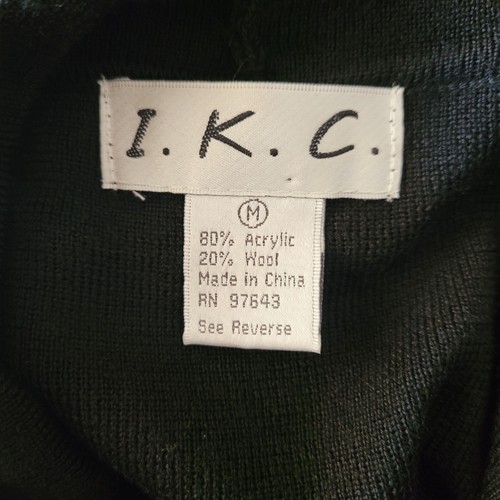 I. K. C.
M
80% Acrylic
20% Wool
Made in China
RN 97643
See Reverse